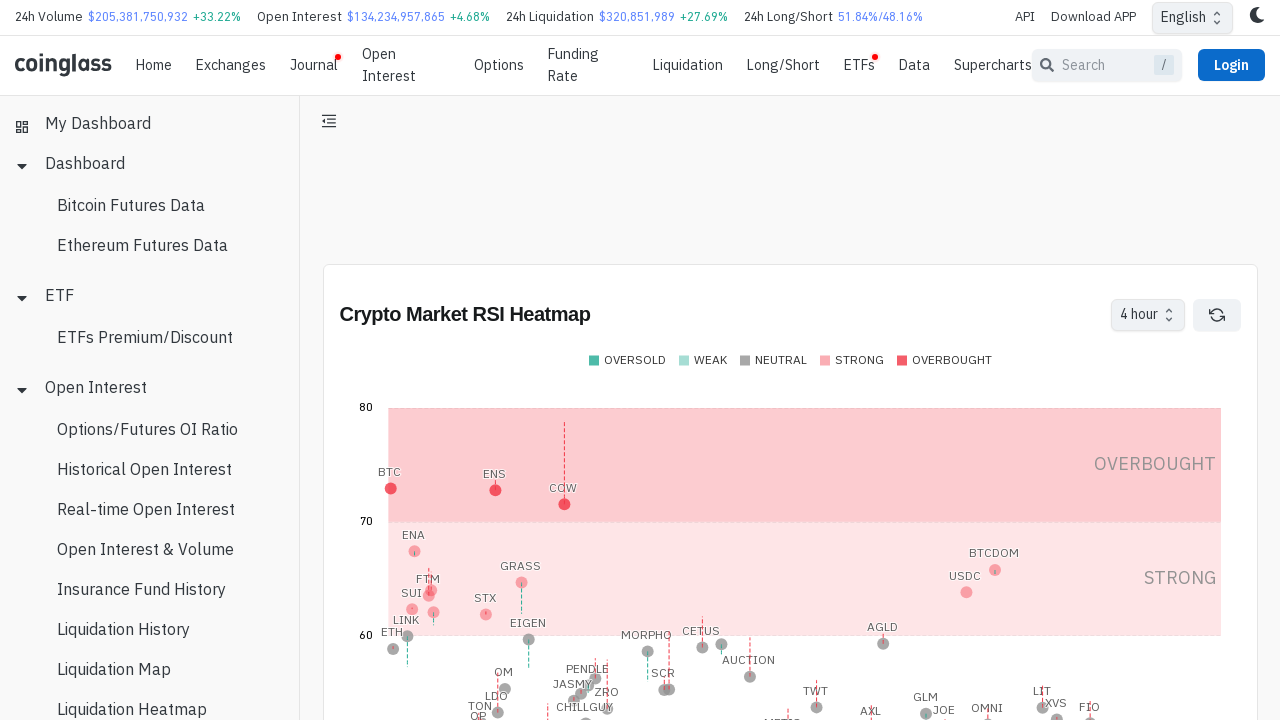 24h Volume $205,381,750,932 +33.22% Open Interest $134,234,957,865 +4.68% 24h Liquidation $320,851,989 +27.69% 24h Long/Short 51.84%/48.16% API Download APP English
coinglass Home Exchanges Journal Open Interest Options Funding Rate Liquidation Long/Short ETFs Data Supercharts Search / Login
My Dashboard
Dashboard
Bitcoin Futures Data
Ethereum Futures Data
ETF
ETFs Premium/Discount
Open Interest
Options/Futures OI Ratio
Historical Open Interest
Real-time Open Interest
Open Interest & Volume
Insurance Fund History
Liquidation History
Liquidation Map
Liquidation Heatmap
Crypto Market RSI Heatmap 4 hour
OVERSOLD WEAK NEUTRAL STRONG OVERBOUGHT
80
OVERBOUGHT
BTC ENS
COW
70
ENA
BTCDOM
GRASS
FTM USDC STRONG
SUI STX
LINK EIGEN
ETH MORPHO CETUS AGLD
60
AUCTION
OM PENDLE SCR
JASMY ZRO TWT LIT
LDO GLM
TON CHILLGUY AXL JOE OMNI XVS FIO
OP